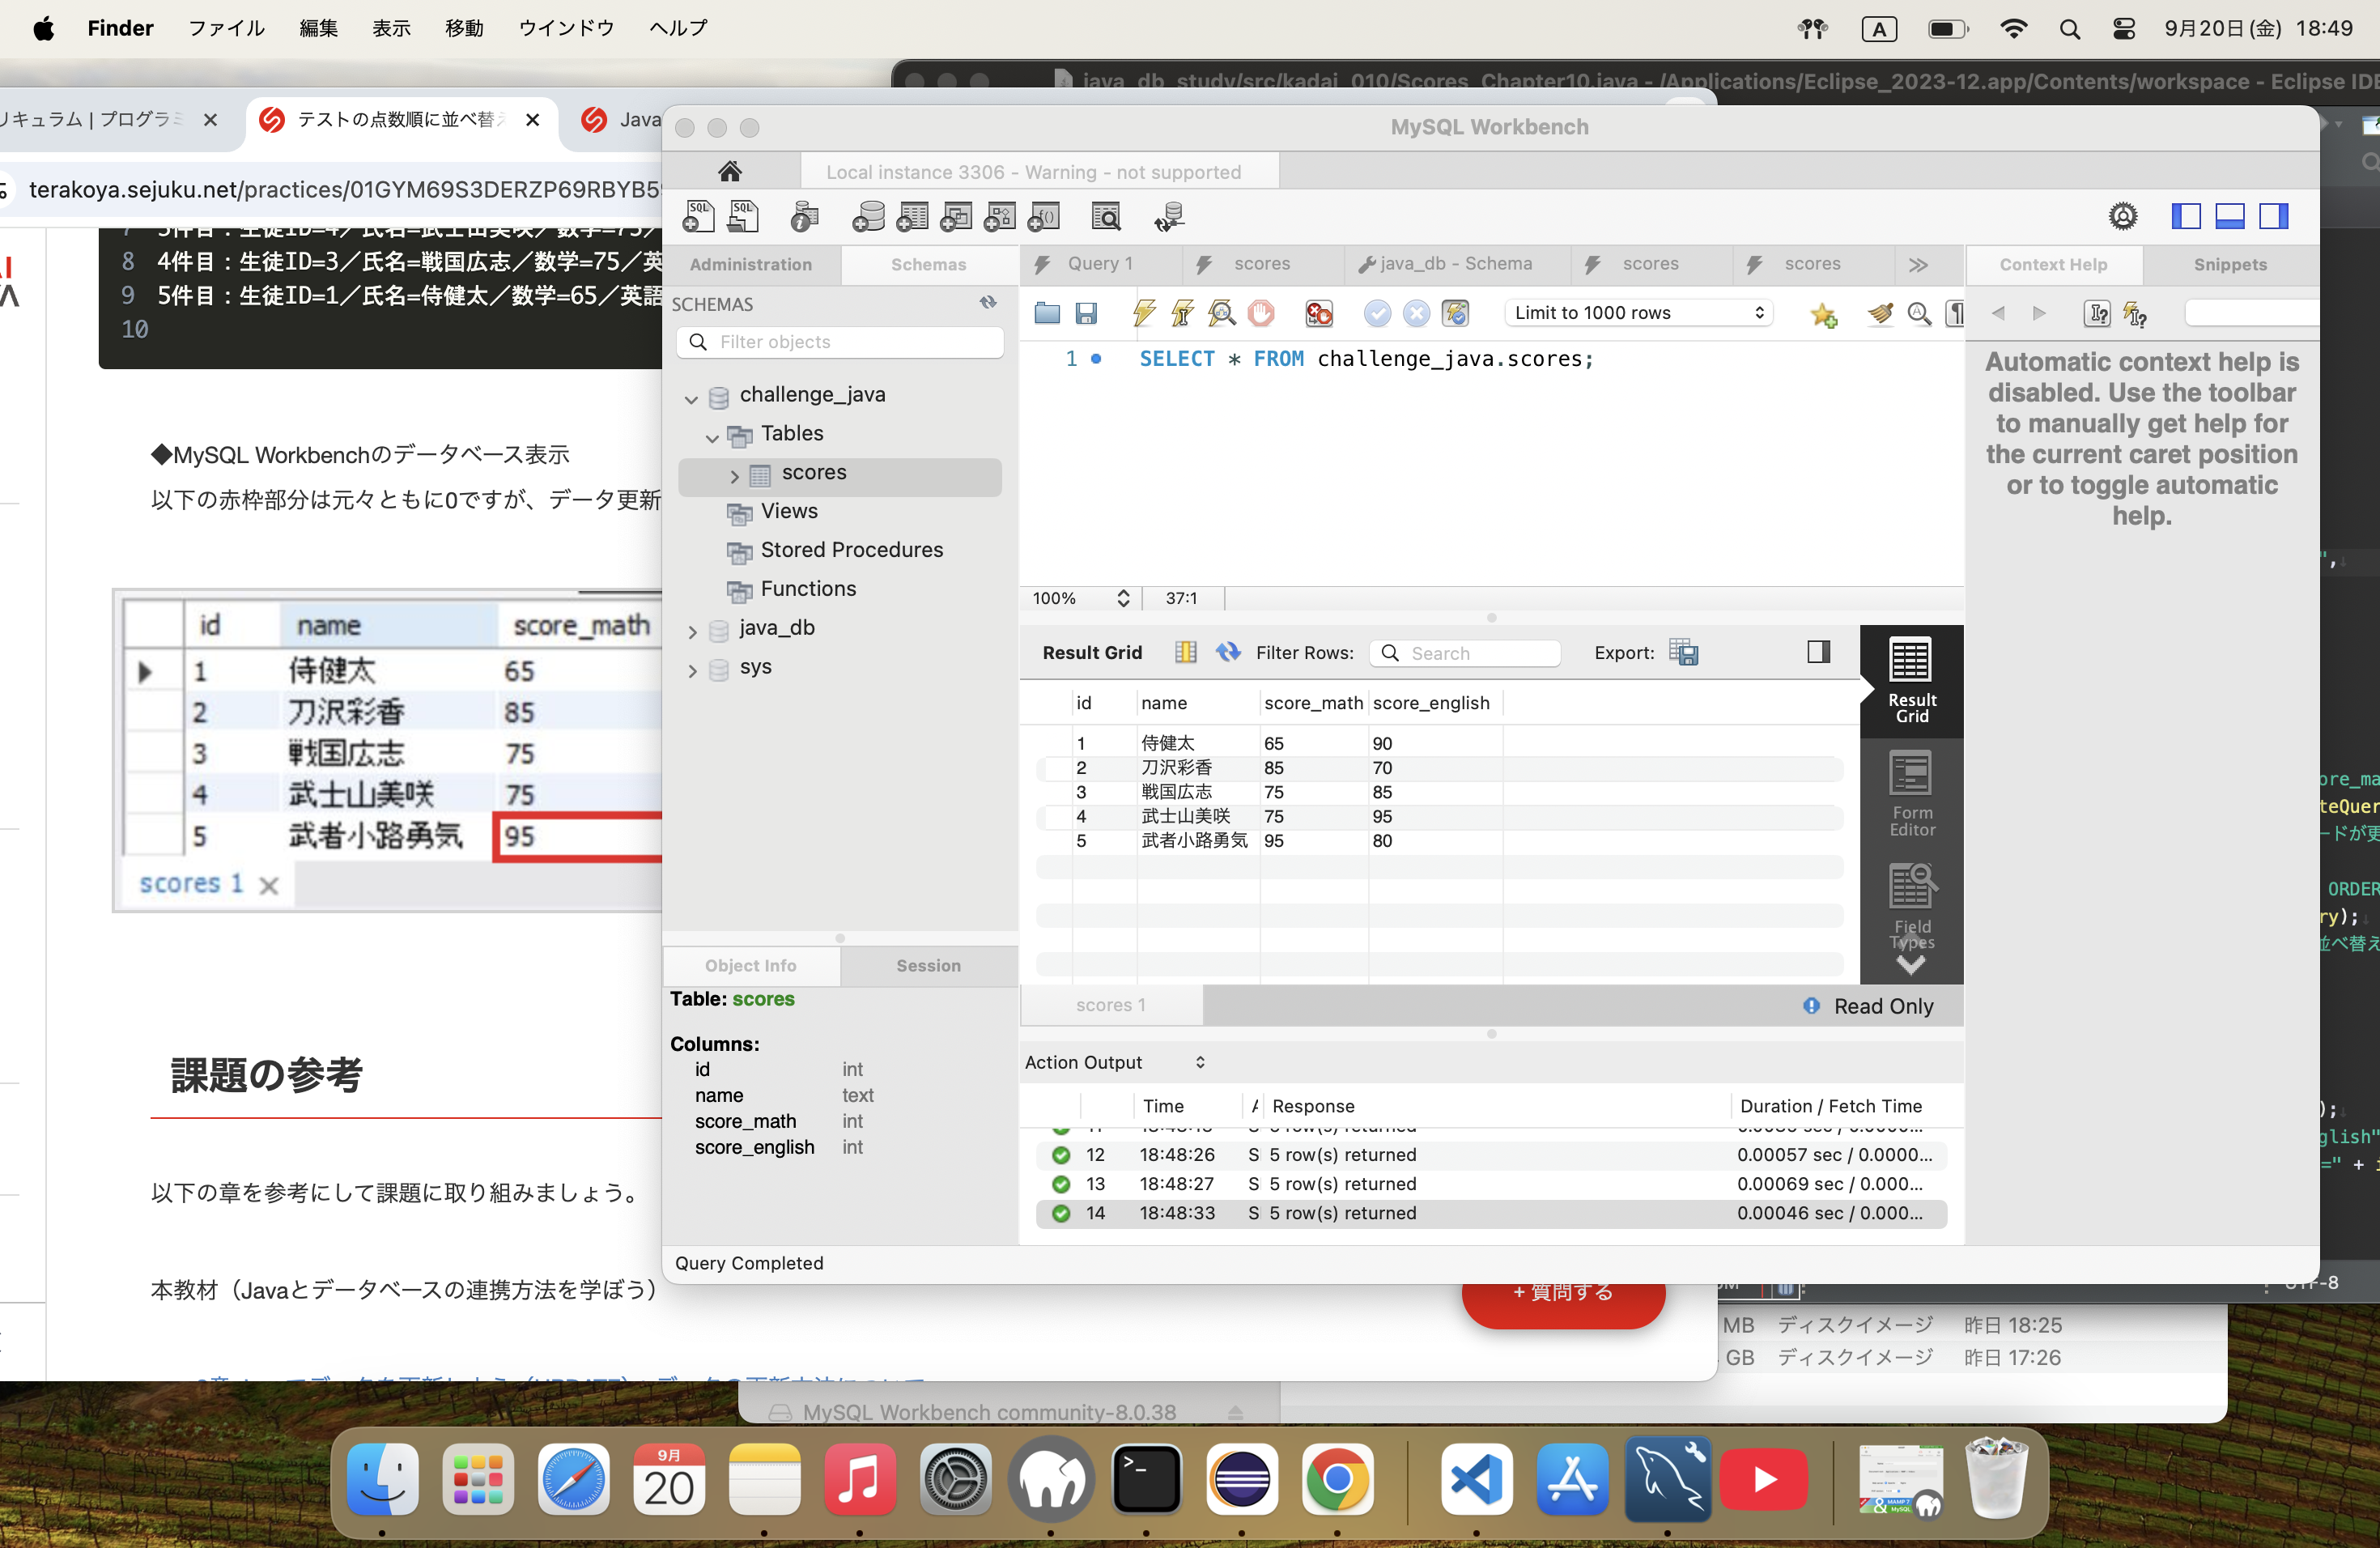 Finder ファイル 編集 表示 移動 ウインドウ ヘルプ A 9月20日(金) 18:49
java_db_study/src/kadai_010/Scores_Chapter10.java - /Applications/Eclipse_2023-12.app/Contents/workspace - Eclipse IDE
リキュラム | プログラミ
テストの点数順に並べ替え
Java
terakoya.sejuku.net/practices/01GYM69S3DERZP69RBYB5
8 4件目：生徒ID=3／氏名=戦国広志／数学=75／英
9 5件目：生徒ID=1／氏名=侍健太／数学=65／英語
10
◆MySQL Workbenchのデータベース表示
以下の赤枠部分は元々ともに0ですが、データ更新
id name score_math
1 侍健太 65
2 刀沢彩香 85
3 戦国広志 75
4 武士山美咲 75
5 武者小路勇気 95
scores 1
課題の参考
以下の章を参考にして課題に取り組みましょう。
本教材（Javaとデータベースの連携方法を学ぼう）
+ 質問する
MySQL Workbench
Local instance 3306 - Warning - not supported
Administration Schemas
SCHEMAS
Filter objects
challenge_java
Tables
scores
Views
Stored Procedures
Functions
java_db
sys
Object Info Session
Table: scores
Columns:
id int
name text
score_math int
score_english int
Query Completed
Query 1 scores java_db - Schema scores scores
Limit to 1000 rows
1 SELECT * FROM challenge_java.scores;
100% 37:1
Result Grid Filter Rows: Search Export:
id name score_math score_english
1 侍健太 65 90
2 刀沢彩香 85 70
3 戦国広志 75 85
4 武士山美咲 75 95
5 武者小路勇気 95 80
Result Grid
Form Editor
Field Types
scores 1 Read Only
Action Output
Time Response Duration / Fetch Time
12 18:48:26 5 row(s) returned 0.00057 sec / 0.0000...
13 18:48:27 5 row(s) returned 0.00069 sec / 0.000...
14 18:48:33 5 row(s) returned 0.00046 sec / 0.000...
Context Help Snippets
Automatic context help is
disabled. Use the toolbar
to manually get help for
the current caret position
or to toggle automatic
help.
",
ore_ma
teQuer
ードが更
ORDER
ry);
並べ替え
);
glish"
=" +
UTF-8
MB ディスクイメージ 昨日 18:25
GB ディスクイメージ 昨日 17:26
MySQL Workbench community-8.0.38
9月
20